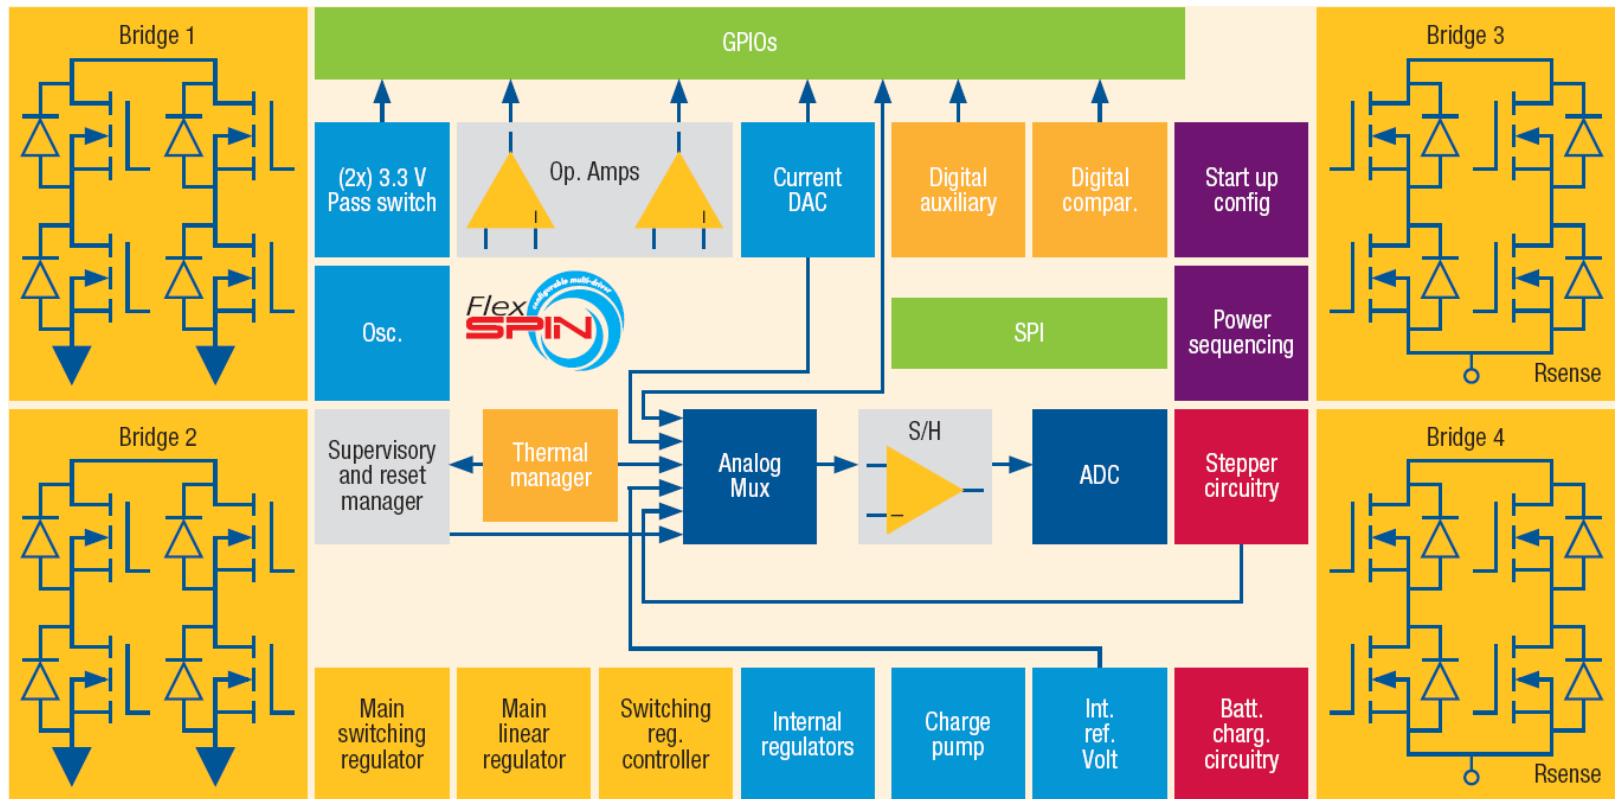 Bridge 1
GPIOs
Bridge 3
(2x) 3.3 V
Pass switch
Op. Amps
Current
DAC
Digital
auxiliary
Digital
compar.
Start up
config
Osc.
configurable multi-driver
Flex
SPIN
SPI
Power
sequencing
Rsense
Bridge 2
Supervisory
and reset
manager
Thermal
manager
Analog
Mux
S/H
ADC
Stepper
circuitry
Bridge 4
Main
switching
regulator
Main
linear
regulator
Switching
reg.
controller
Internal
regulators
Charge
pump
Int.
ref.
Volt
Batt.
charg.
circuitry
Rsense